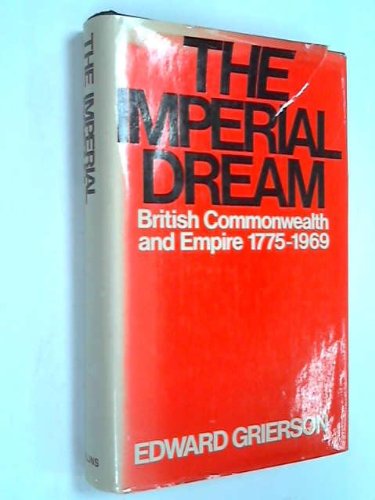 THE IMPERIAL
THE
IMPERIAL
DREAM
British Commonwealth
and Empire 1775-1969
EDWARD GRIERSON